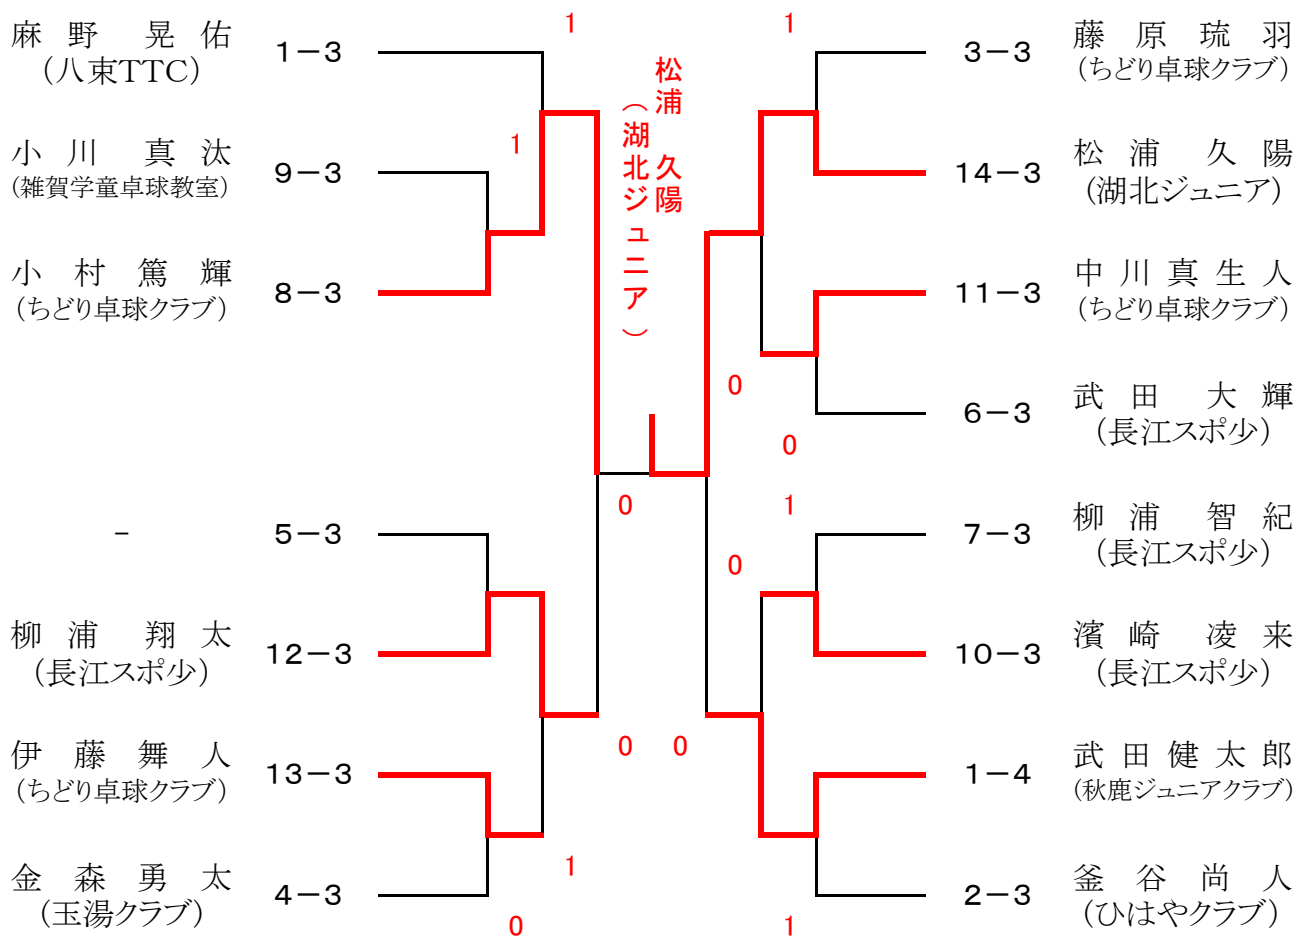 麻野晃佑
(八束TTC)
1-3
小川　真汰
(雑賀学童卓球教室)
9-3
小村篤輝
(ちどり卓球クラブ)
8-3
-
5-3
柳浦　翔太
(長江スポ少)
12-3
伊藤舞人
(ちどり卓球クラブ)
13-3
金森勇太
(玉湯クラブ)
4-3
1
1
0
0
1
0
松浦　久陽
(湖北ジュニア)
1
0
0
1
0
0
1
藤原琉羽
(ちどり卓球クラブ)
3-3
松浦　久陽
(湖北ジュニア)
14-3
中川真生人
(ちどり卓球クラブ)
11-3
武田　大輝
(長江スポ少)
6-3
柳浦　智紀
(長江スポ少)
7-3
濱崎　凌来
(長江スポ少)
10-3
武田健太郎
(秋鹿ジュニアクラブ)
1-4
釜谷尚人
(ひはやクラブ)
2-3